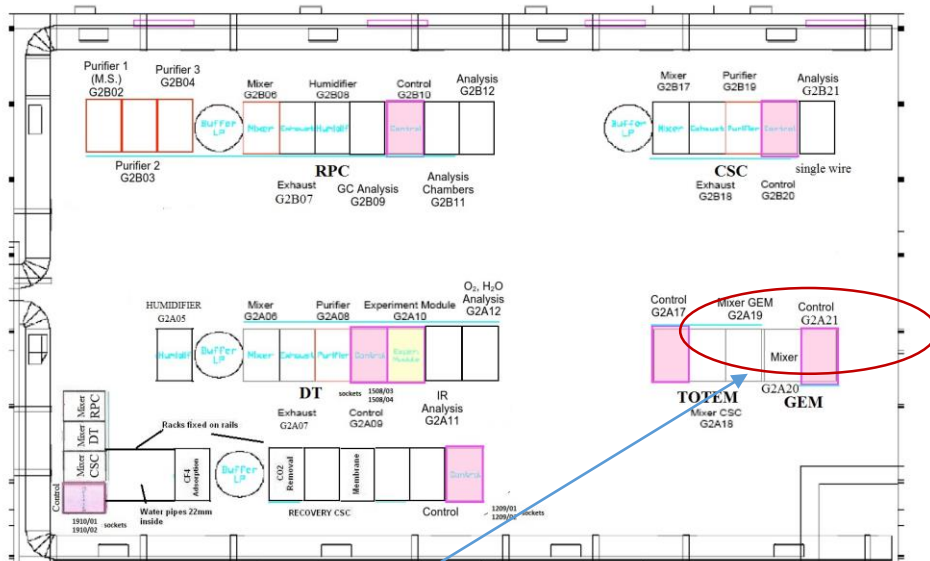 Purifier 1
(M.S.)
G2B02
Purifier 3
G2B04
Mixer
G2B06
Humidifier
G2B08
Control
G2B10
Analysis
G2B12
Mixer
G2B17
Purifier
G2B19
Analysis
G2B21
Buffer
LP
Mixer
Exhaust
Humidif
Control
Buffer
LP
Mixer
Exhaust
Purifier
Control
Purifier 2
G2B03
RPC
Exhaust
G2B07
GC Analysis
G2B09
Analysis
Chambers
G2B11
CSC
single wire
Exhaust
G2B18
Control
G2B20
HUMIDIFIER
G2A05
Mixer
G2A06
Purifier
G2A08
Experiment Module
G2A10
O2, H2O
Analysis
G2A12
Control
G2A17
Mixer GEM
G2A19
Control
G2A21
Humidif
Buffer
LP
Mixer
Exhaust
Purifier
Control
Experi.
Module
Mixer
DT
sockets
1508/03
1508/04
IR
Analysis
G2A11
TOTEM
G2A20
GEM
Mixer CSC
G2A18
Exhaust
G2A07
Control
G2A09
Mixer RPC
Mixer DT
Mixer CSC
Racks fixed on rails
CF4
Adsorption
Buffer
LP
CO2
Removal
Membrane
Control
Control
Control
1910/01
1910/02
sockets
Water pipes 22mm
inside
RECOVERY CSC
Control
1209/01
1209/02
sockets